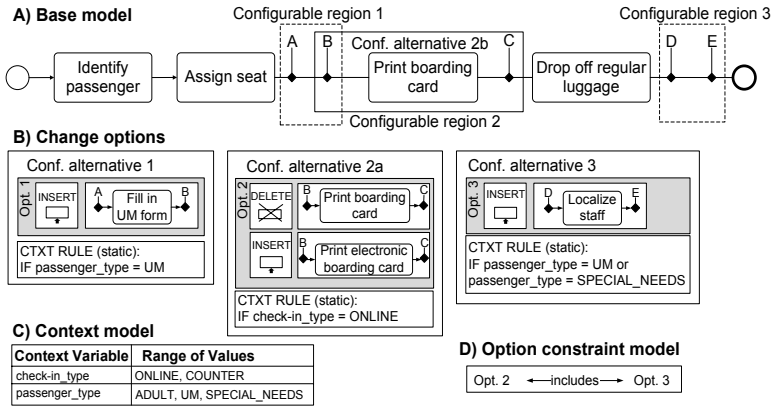 A) Base model
Configurable region 1
Configurable region 3
A
B
Conf. alternative 2b
C
D
E
Identify
passenger
Assign seat
Print boarding
card
Drop off regular
luggage
Configurable region 2
B) Change options
Conf. alternative 1
Opt. 1
INSERT
A
Fill in
UM form
B
CTXT RULE (static):
IF passenger_type = UM
Conf. alternative 2a
Opt. 2
DELETE
B
Print boarding
card
C
INSERT
B
Print electronic
boarding card
C
CTXT RULE (static):
IF check-in_type = ONLINE
Conf. alternative 3
Opt. 3
INSERT
D
Localize
staff
E
CTXT RULE (static):
IF passenger_type = UM or
passenger_type = SPECIAL_NEEDS
C) Context model
Context Variable Range of Values
check-in_type ONLINE, COUNTER
passenger_type ADULT, UM, SPECIAL_NEEDS
D) Option constraint model
Opt. 2 includes Opt. 3